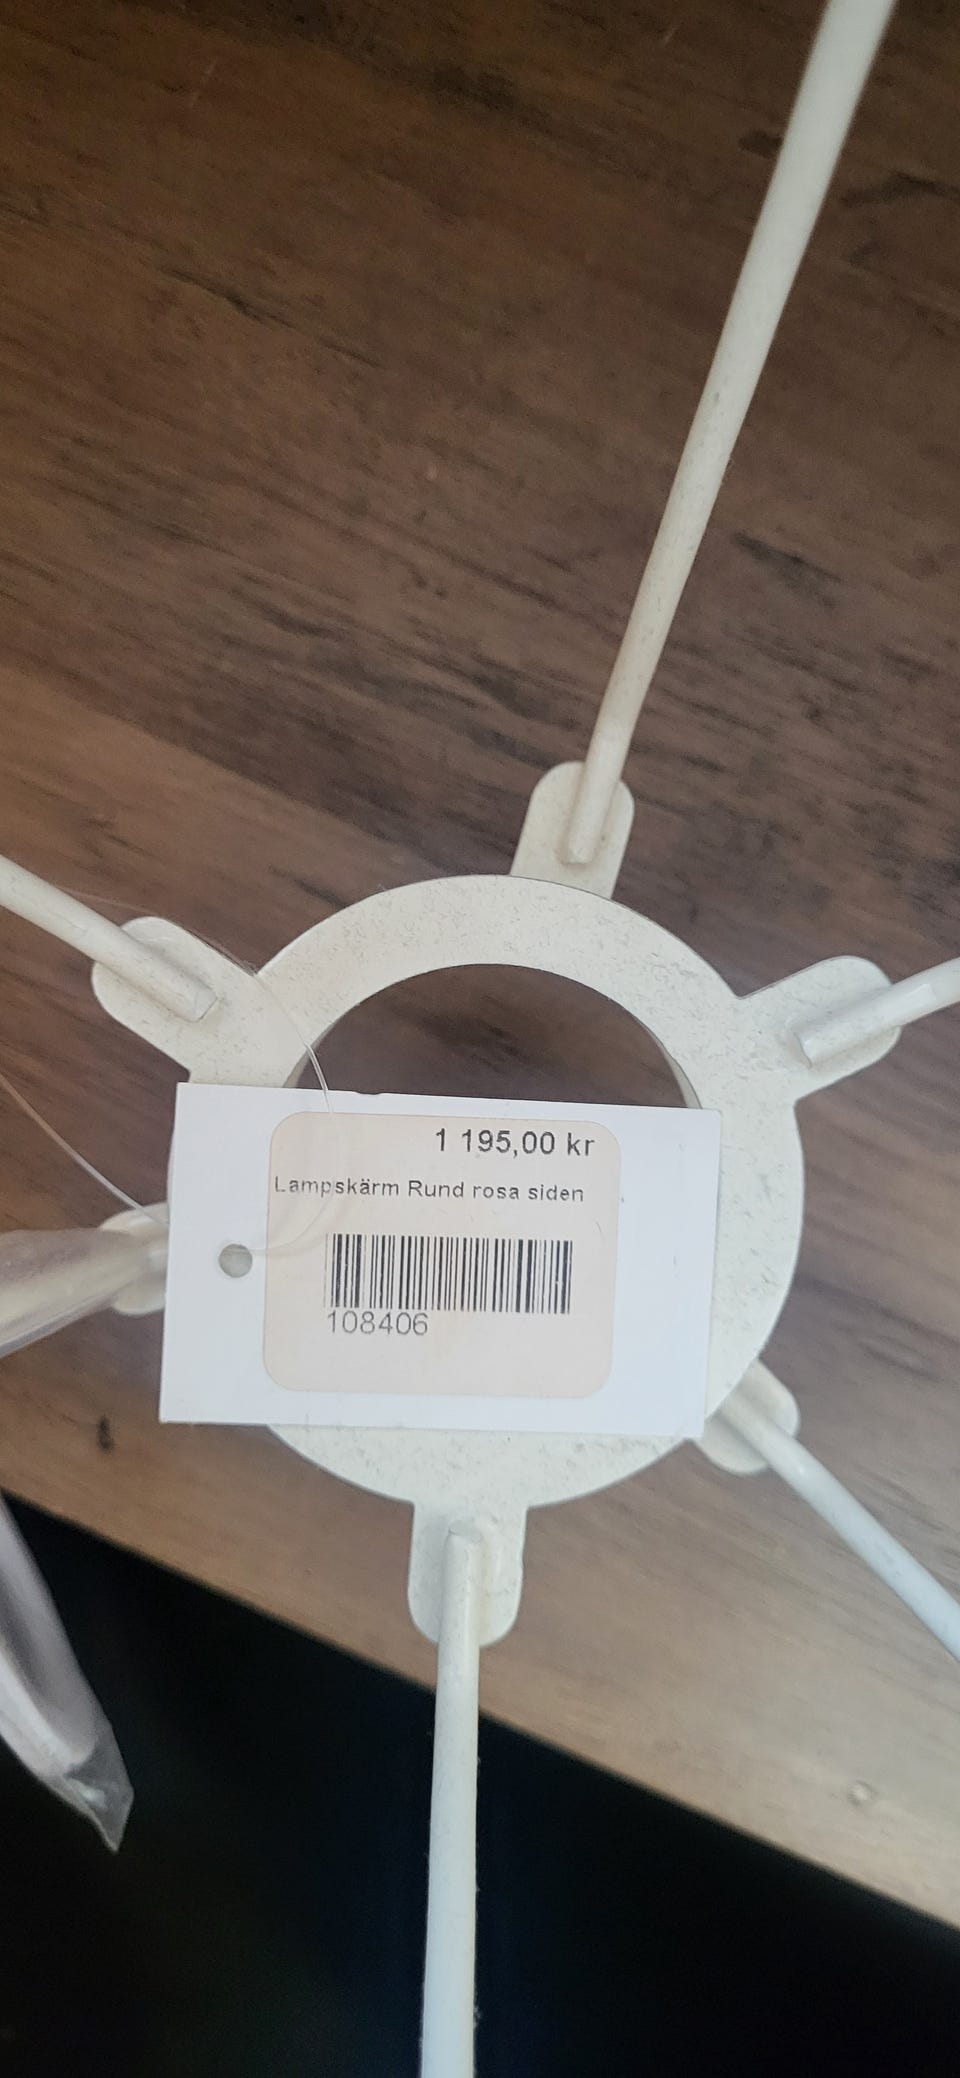 1 195,00 kr
Lampskärm Rund rosa siden
108406